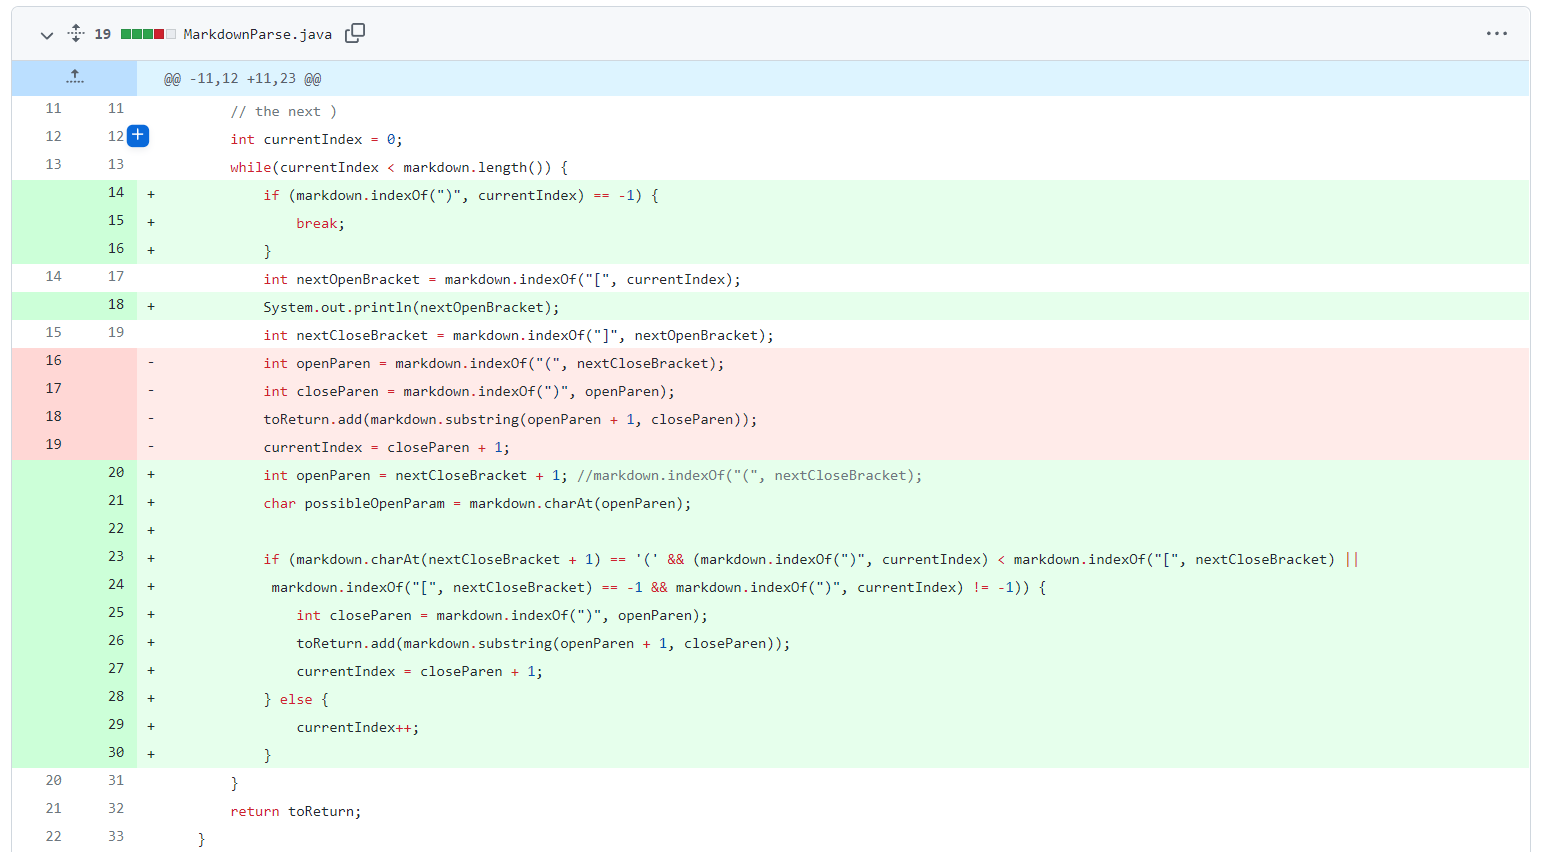 19 MarkdownParse.java
@@ -11,12 +11,23 @@
11 11 // the next )
12 12 int currentIndex = 0;
13 13 while(currentIndex < markdown.length()) {
14 + if (markdown.indexOf(")", currentIndex) == -1) {
15 + break;
16 + }
14 17 int nextOpenBracket = markdown.indexOf("[", currentIndex);
18 + System.out.println(nextOpenBracket);
15 19 int nextCloseBracket = markdown.indexOf("]", nextOpenBracket);
16 - int openParen = markdown.indexOf("(", nextCloseBracket);
17 - int closeParen = markdown.indexOf(")", openParen);
18 - toReturn.add(markdown.substring(openParen + 1, closeParen));
19 - currentIndex = closeParen + 1;
20 + int openParen = nextCloseBracket + 1; //markdown.indexOf("(", nextCloseBracket);
21 + char possibleOpenParam = markdown.charAt(openParen);
22 +
23 + if (markdown.charAt(nextCloseBracket + 1) == '(' && (markdown.indexOf(")", currentIndex) < markdown.indexOf("[", nextCloseBracket) ||
24 + markdown.indexOf("[", nextCloseBracket) == -1 && markdown.indexOf(")", currentIndex) != -1)) {
25 + int closeParen = markdown.indexOf(")", openParen);
26 + toReturn.add(markdown.substring(openParen + 1, closeParen));
27 + currentIndex = closeParen + 1;
28 + } else {
29 + currentIndex++;
30 + }
20 31 }
21 32 return toReturn;
22 33 }